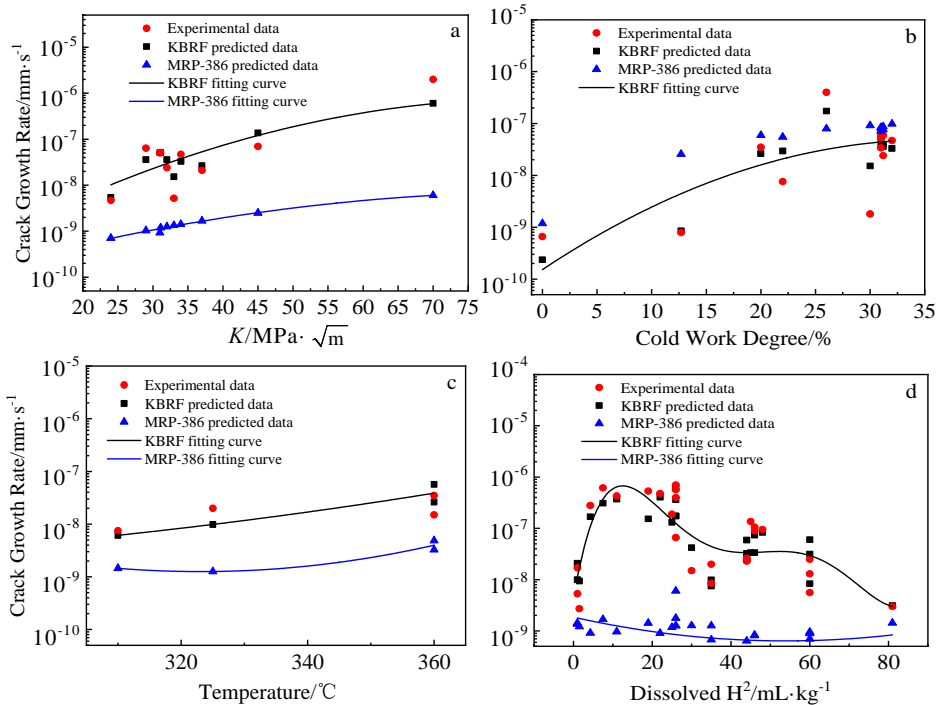 a
Experimental data
KBRF predicted data
MRP-386 predicted data
KBRF fitting curve
MRP-386 fitting curve
Crack Growth Rate/mm·s⁻¹
10⁻⁵
10⁻⁶
10⁻⁷
10⁻⁸
10⁻⁹
10⁻¹⁰
20 25 30 35 40 45 50 55 60 65 70 75
K/MPa· √m
b
Experimental data
KBRF predicted data
MRP-386 predicted data
KBRF fitting curve
10⁻⁵
10⁻⁶
10⁻⁷
10⁻⁸
10⁻⁹
10⁻¹⁰
0 5 10 15 20 25 30 35
Cold Work Degree/%
c
Experimental data
KBRF predicted data
MRP-386 predicted data
KBRF fitting curve
MRP-386 fitting curve
Crack Growth Rate/mm·s⁻¹
10⁻⁵
10⁻⁶
10⁻⁷
10⁻⁸
10⁻⁹
10⁻¹⁰
320 340 360
Temperature/℃
d
Experimental data
KBRF predicted data
MRP-386 predicted data
KBRF fitting curve
MRP-386 fitting curve
10⁻⁴
10⁻⁵
10⁻⁶
10⁻⁷
10⁻⁸
10⁻⁹
0 20 40 60 80
Dissolved H²/mL·kg⁻¹